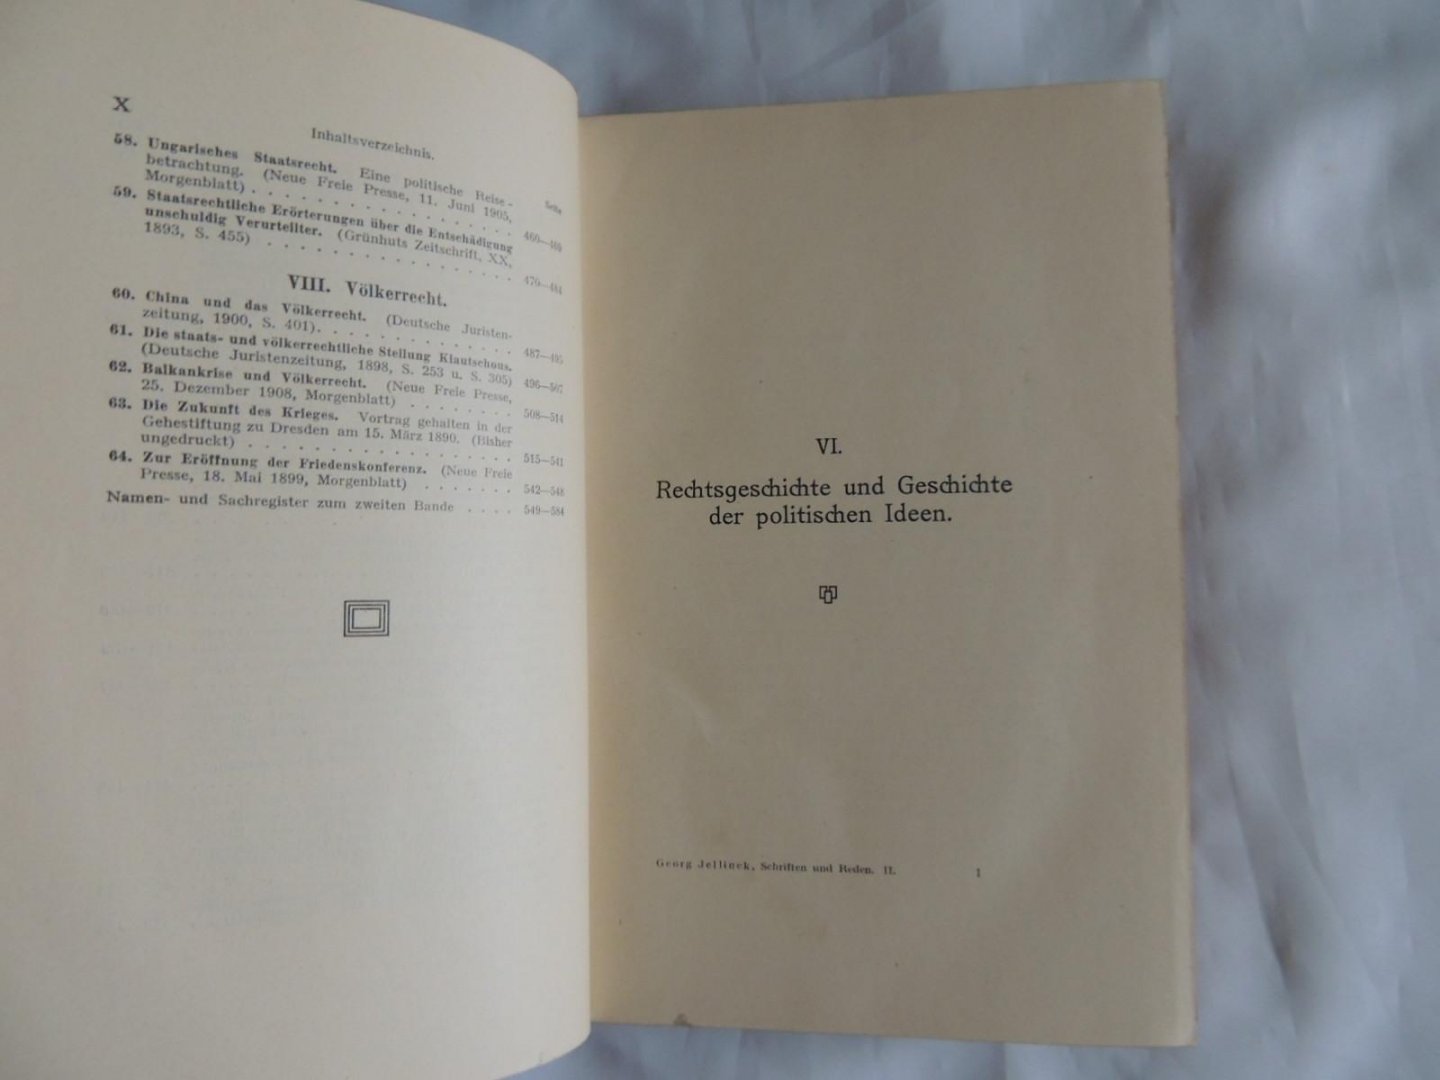 X
Inhaltsverzeichnis.
Seite
58. Ungarisches Staatsrecht. Eine politische Reise-
betrachtung. (Neue Freie Presse, 11. Juni 1905,
Morgenblatt) . . . . . . . . . . . . . . . 460—469
59. Staatsrechtliche Erörterungen über die Entschädigung
unschuldig Verurteilter. (Grünhuts Zeitschrift, XX,
1893, S. 455) . . . . . . . . . . . . . . . 470—484
VIII. Völkerrecht.
60. China und das Völkerrecht. (Deutsche Juristen-
zeitung, 1900, S. 401). . . . . . . . . . . . 487—495
61. Die staats- und völkerrechtliche Stellung Kiautschous.
(Deutsche Juristenzeitung, 1898, S. 253 u. S. 305) 496—507
62. Balkankrise und Völkerrecht. (Neue Freie Presse,
25. Dezember 1908, Morgenblatt) . . . . . . . . 508—514
63. Die Zukunft des Krieges. Vortrag gehalten in der
Gehestiftung zu Dresden am 15. März 1890. (Bisher
ungedruckt) . . . . . . . . . . . . . . . . 515—541
64. Zur Eröffnung der Friedenskonferenz. (Neue Freie
Presse, 18. Mai 1899, Morgenblatt) . . . . . . . 542—548
Namen- und Sachregister zum zweiten Bande . . . . 549—584
VI.
Rechtsgeschichte und Geschichte
der politischen Ideen.
Georg Jellinek, Schriften und Reden. II. 1